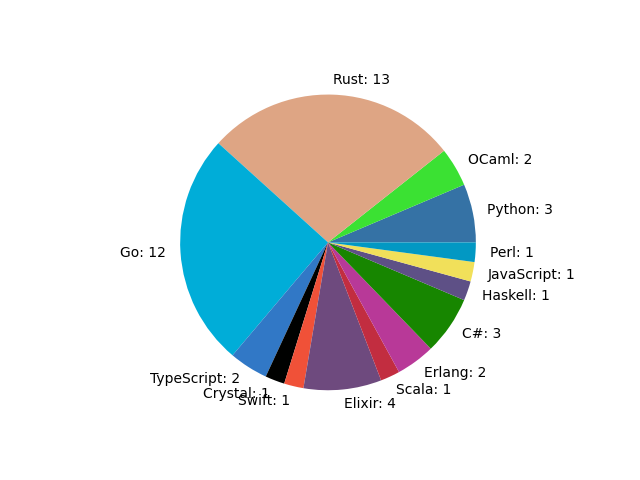 Rust: 13
OCaml: 2
Python: 3
Go: 12
Perl: 1
JavaScript: 1
Haskell: 1
C#: 3
Erlang: 2
TypeScript: 2
Crystal: 1
Scala: 1
Swift: 1
Elixir: 4